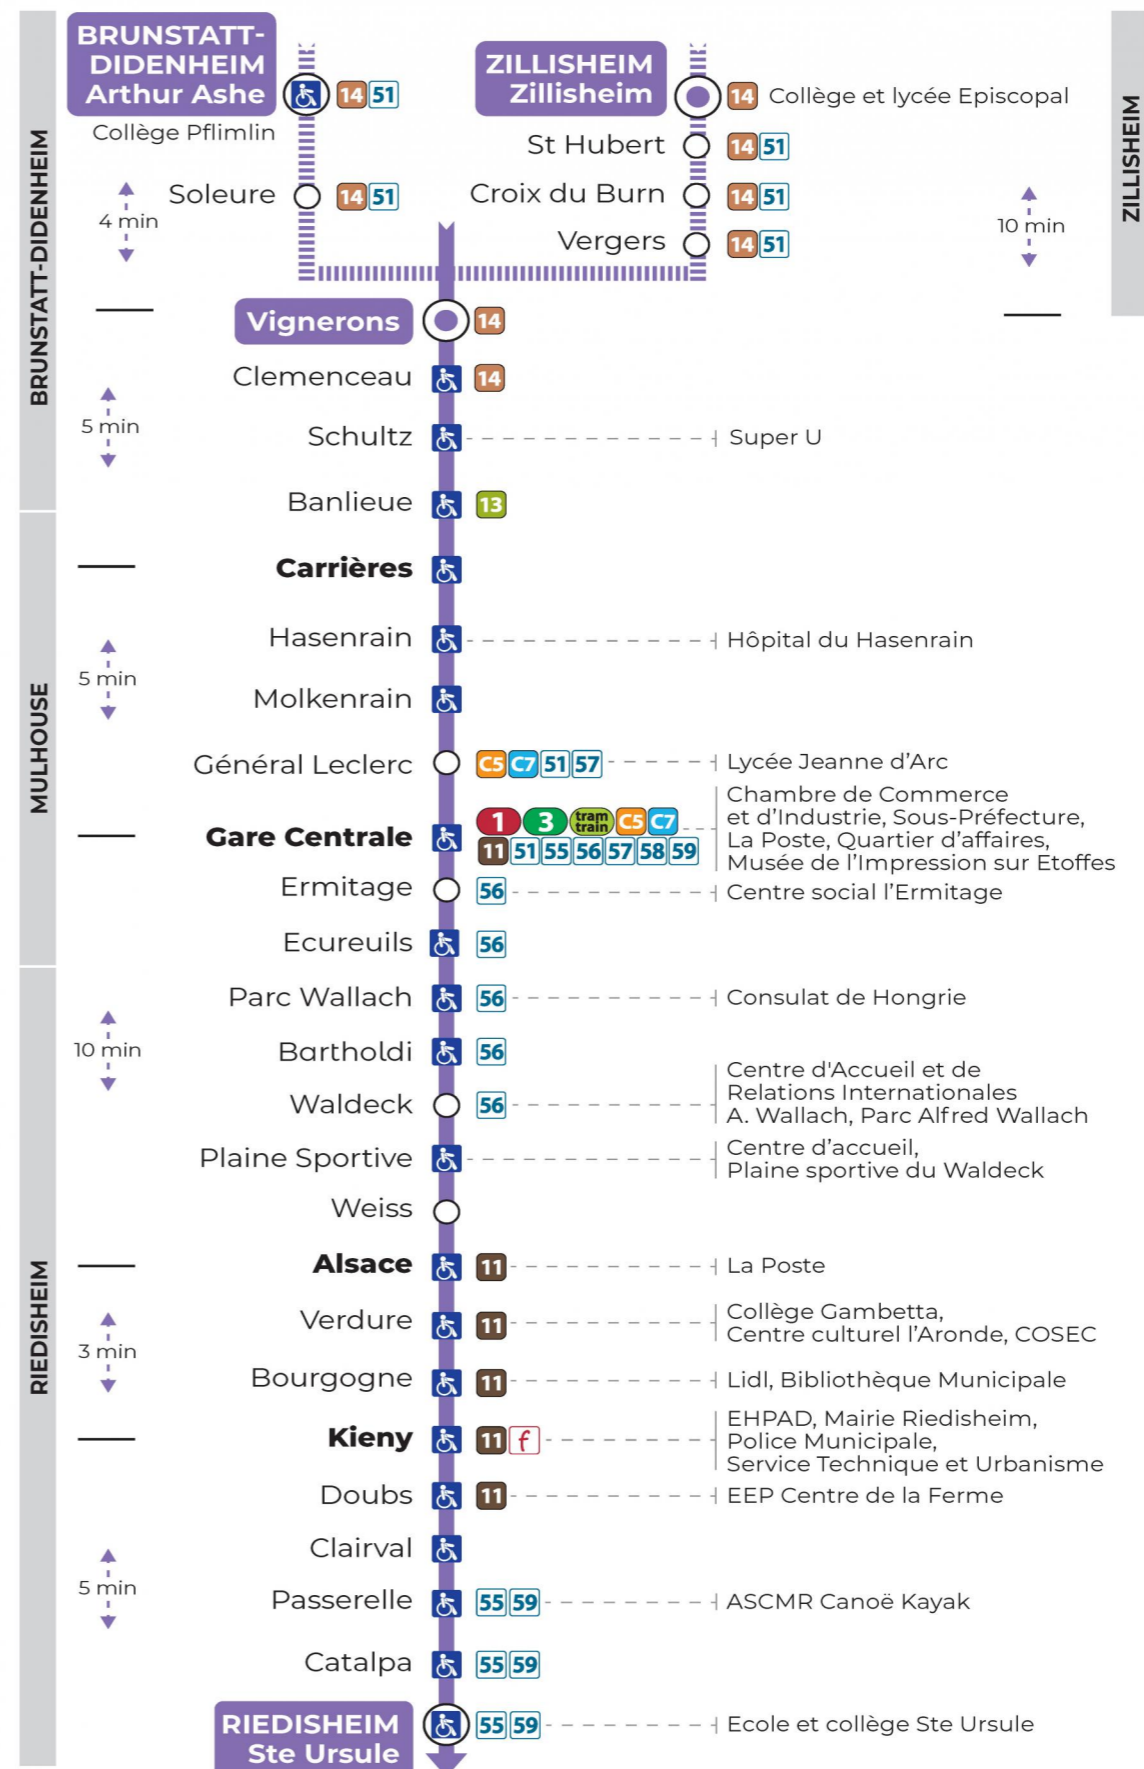 BRUNSTATT-
DIDENHEIM
Arthur Ashe
14 51
Collège Pflimlin
ZILLISHEIM
Zillisheim
14 Collège et lycée Episcopal
St Hubert 14 51
Soleure 14 51
Croix du Burn 14 51
Vergers 14 51
4 min
10 min
ZILLISHEIM
BRUNSTATT-DIDENHEIM
Vignerons 14
Clemenceau 14
5 min
Schultz Super U
Banlieue 13
MULHOUSE
Carrières
Hasenrain Hôpital du Hasenrain
5 min
Molkenrain
Général Leclerc C5 C7 51 57 Lycée Jeanne d’Arc
Gare Centrale 1 3 tram train C5 C7
11 51 55 56 57 58 59
Chambre de Commerce
et d’Industrie, Sous-Préfecture,
La Poste, Quartier d’affaires,
Musée de l’Impression sur Etoffes
Ermitage 56 Centre social l’Ermitage
Ecureuils 56
RIEDISHEIM
Parc Wallach 56 Consulat de Hongrie
10 min
Bartholdi 56
Waldeck 56
Centre d'Accueil et de
Relations Internationales
A. Wallach, Parc Alfred Wallach
Plaine Sportive
Centre d’accueil,
Plaine sportive du Waldeck
Weiss
Alsace 11 La Poste
Verdure 11
Collège Gambetta,
Centre culturel l’Aronde, COSEC
3 min
Bourgogne 11 Lidl, Bibliothèque Municipale
Kieny 11 f
EHPAD, Mairie Riedisheim,
Police Municipale,
Service Technique et Urbanisme
Doubs 11 EEP Centre de la Ferme
Clairval
5 min
Passerelle 55 59 ASCMR Canoë Kayak
Catalpa 55 59
RIEDISHEIM
Ste Ursule
55 59 Ecole et collège Ste Ursule